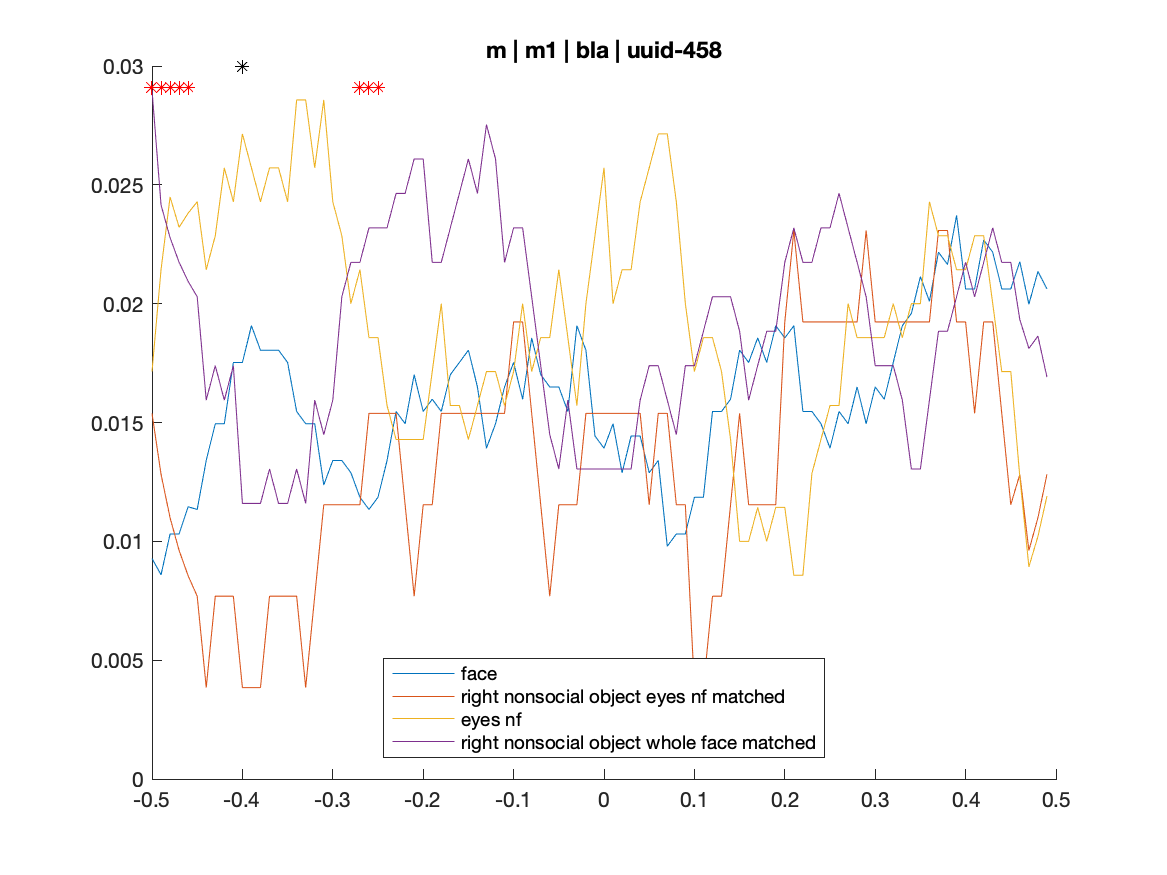 m | m1 | bla | uuid-458
0.03
0.025
0.02
0.015
0.01
0.005
0
face
right nonsocial object eyes nf matched
eyes nf
right nonsocial object whole face matched
-0.5 -0.4 -0.3 -0.2 -0.1 0 0.1 0.2 0.3 0.4 0.5